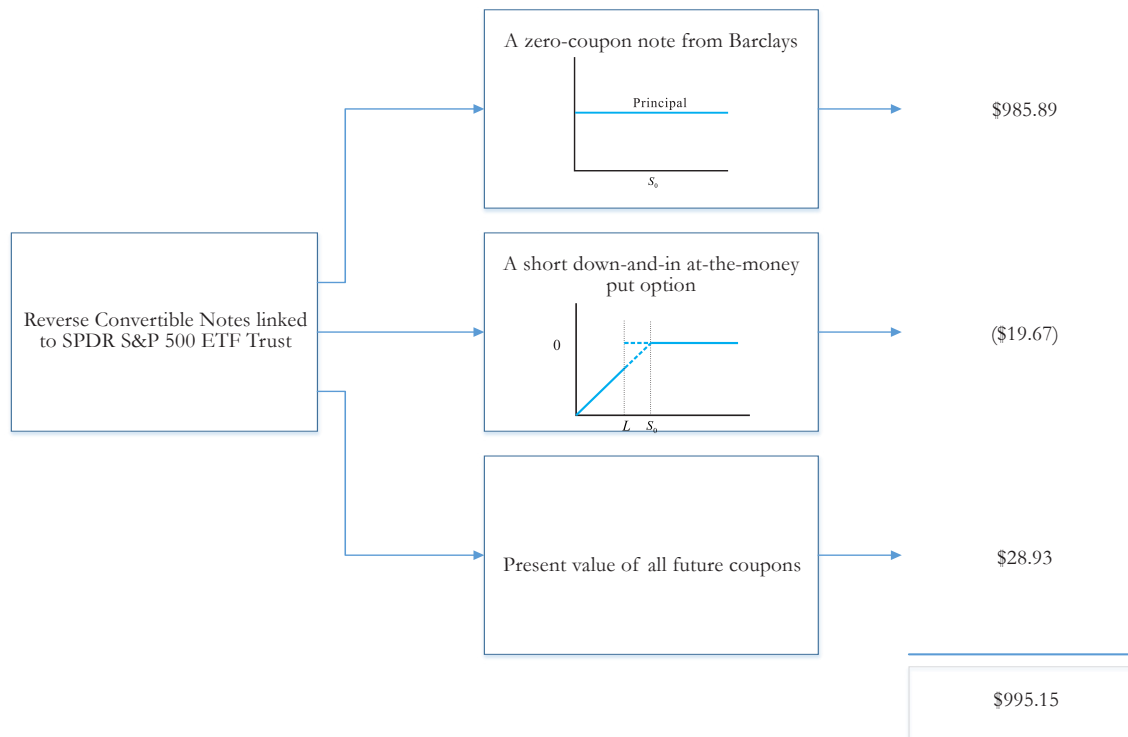 A zero-coupon note from Barclays
Principal
S₀
$985.89
Reverse Convertible Notes linked
to SPDR S&P 500 ETF Trust
A short down-and-in at-the-money
put option
0
L S₀
($19.67)
Present value of all future coupons
$28.93
$995.15